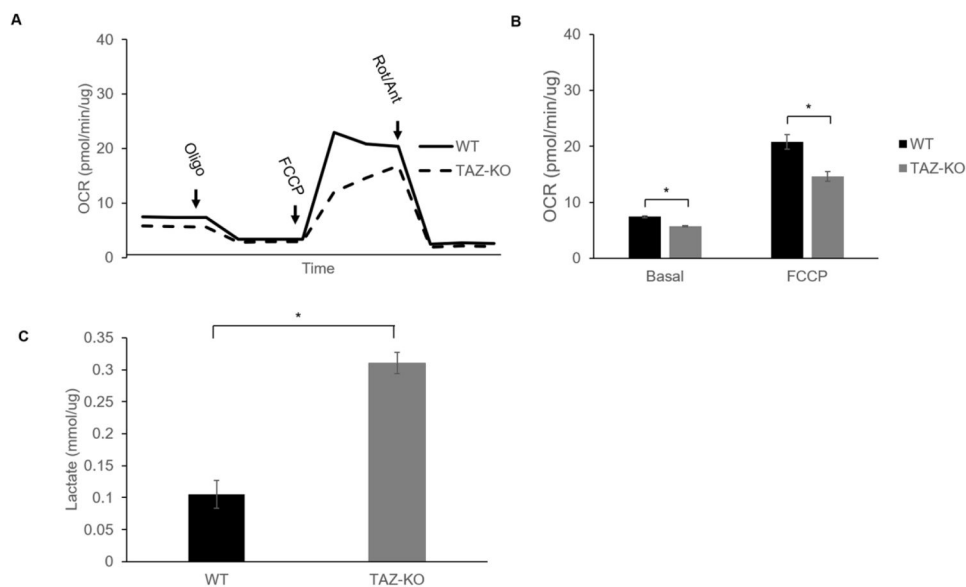 A
OCR (pmol/min/ug)
40
30
20
10
0
Oligo
FCCP
Rot/Ant
WT
TAZ-KO
Time
B
OCR (pmol/min/ug)
40
30
20
10
0
*
*
Basal
FCCP
WT
TAZ-KO
C
Lactate (mmol/ug)
0.35
0.3
0.25
0.2
0.15
0.1
0.05
0
*
WT
TAZ-KO